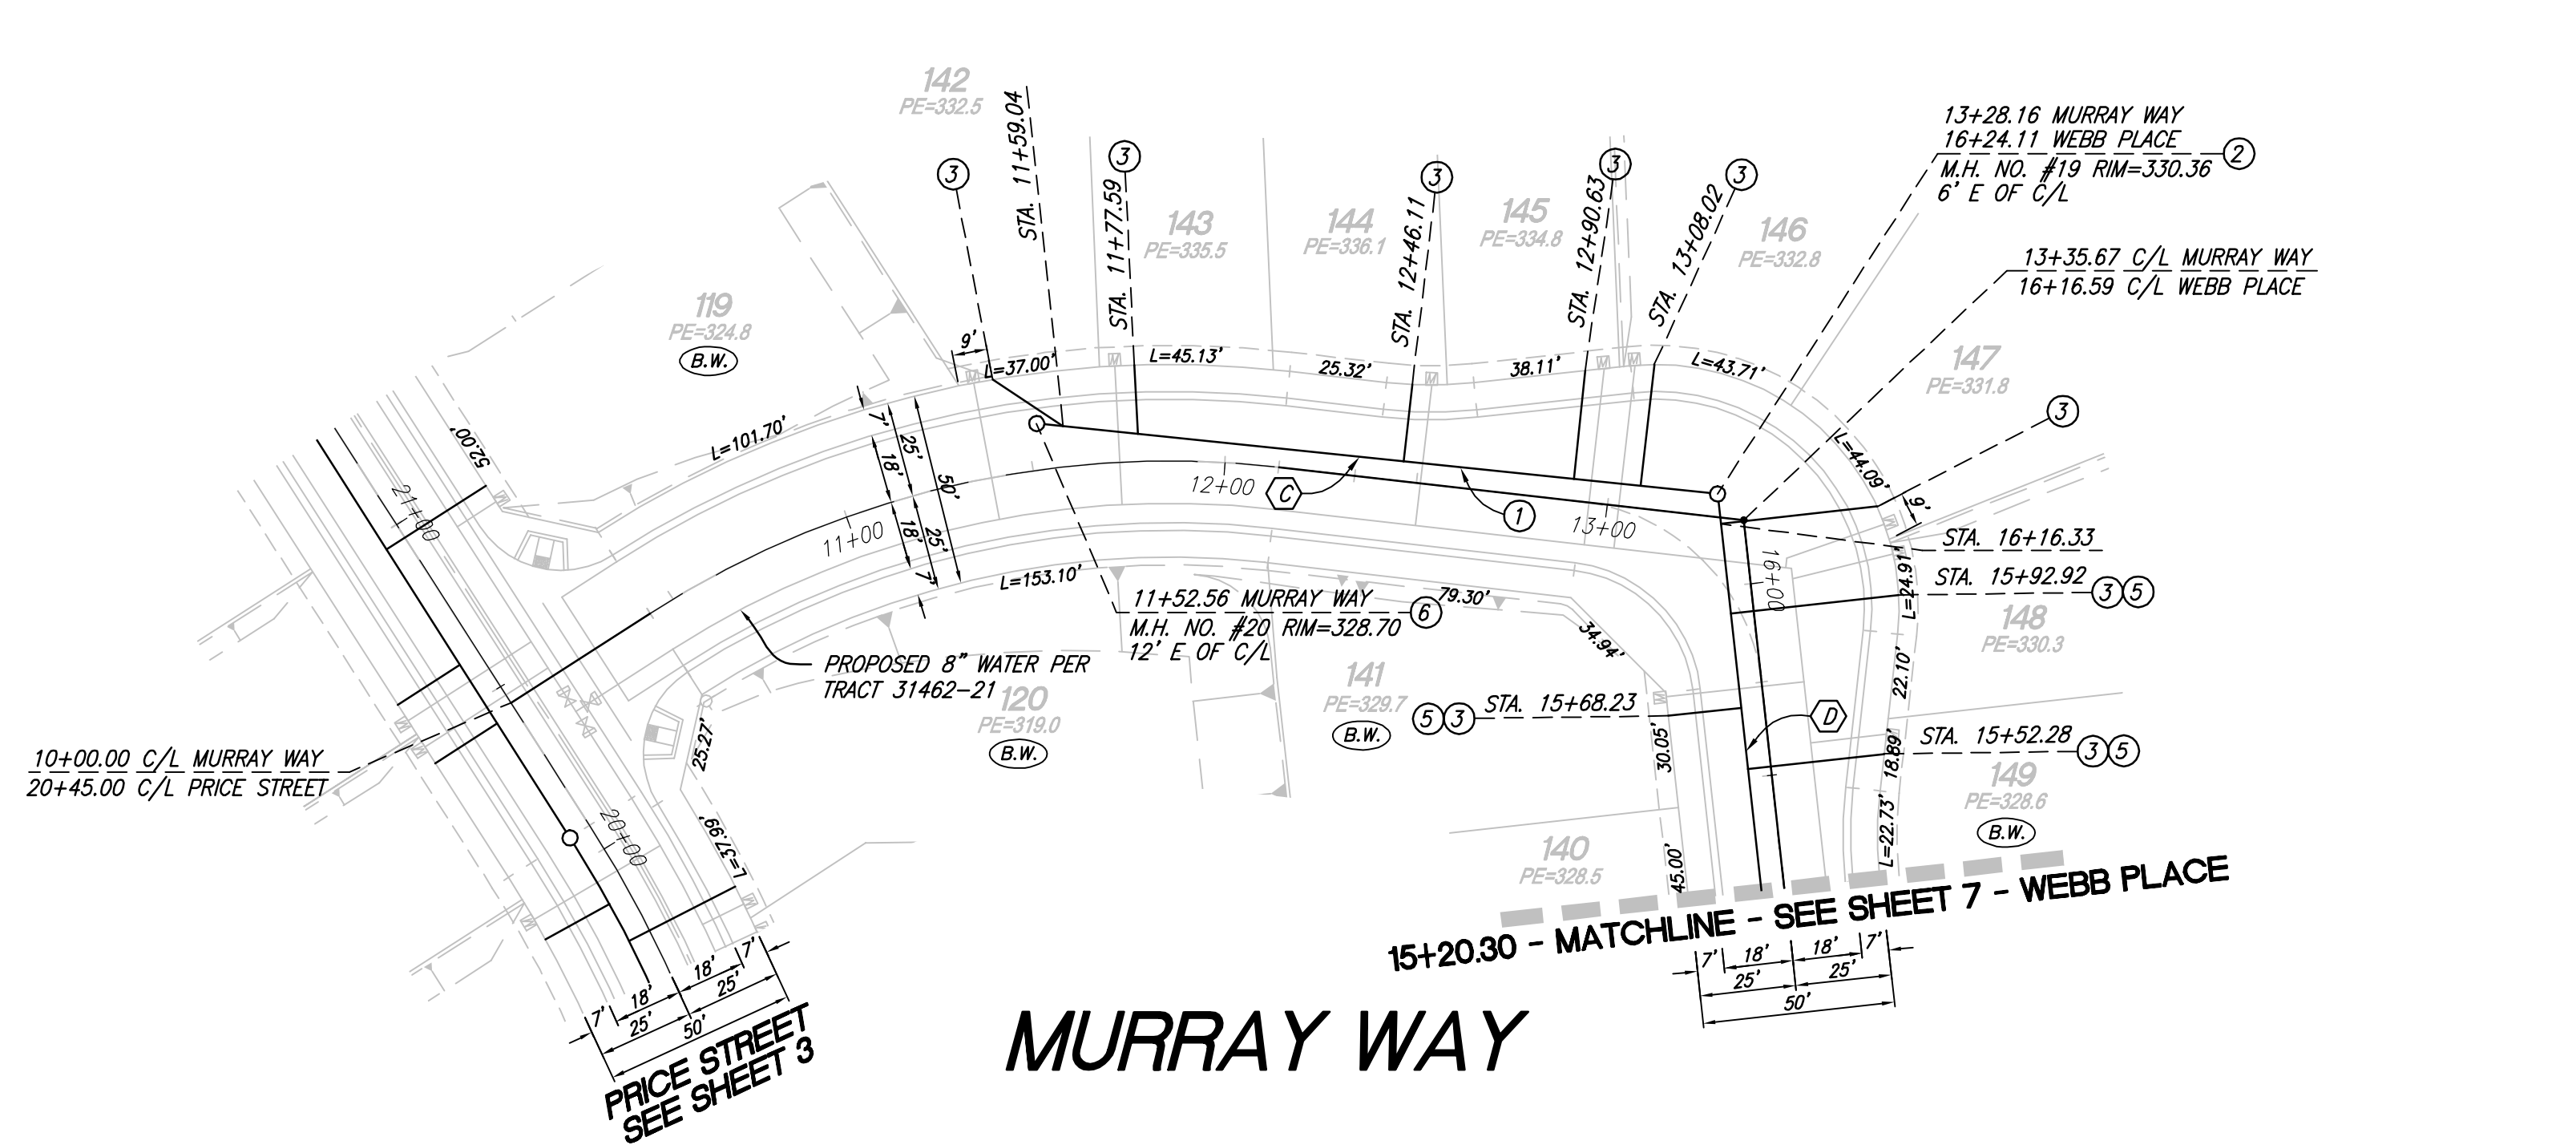 142
PE=332.5
3
STA. 11+59.04
3
STA. 11+77.59
143
PE=335.5
144
PE=336.1
3
STA. 12+46.11
145
PE=334.8
3
STA. 12+90.63
3
STA. 13+08.02
146
PE=332.8
13+28.16 MURRAY WAY
16+24.11 WEBB PLACE
2
M.H. NO. #19 RIM=330.36
6' E OF C/L
13+35.67 C/L MURRAY WAY
16+16.59 C/L WEBB PLACE
119
PE=324.8
B.W.
147
PE=331.8
3
9'
L=37.00'
L=45.13'
25.32'
38.11'
L=43.71'
L=44.09'
9'
52.00'
L=101.70'
7'
25'
18'
50'
18'
25'
7'
21+00
11+00
12+00
C
1
13+00
16+00
STA. 16+16.33
STA. 15+92.92
3
5
L=24.91'
148
PE=330.3
L=153.10'
11+52.56 MURRAY WAY
6
M.H. NO. #20 RIM=328.70
12' E OF C/L
79.30'
34.94'
PROPOSED 8" WATER PER
TRACT 31462-21
120
PE=319.0
B.W.
141
PE=329.7
B.W.
5
3
STA. 15+68.23
D
22.10'
STA. 15+52.28
3
5
18.89'
149
PE=328.6
B.W.
30.05'
25.27'
10+00.00 C/L MURRAY WAY
20+45.00 C/L PRICE STREET
20+00
L=37.99'
140
PE=328.5
45.00'
L=22.73'
15+20.30 - MATCHLINE - SEE SHEET 7 - WEBB PLACE
7'
18'
18'
7'
25'
25'
50'
7'
18'
18'
7'
25'
25'
50'
PRICE STREET
SEE SHEET 3
MURRAY WAY